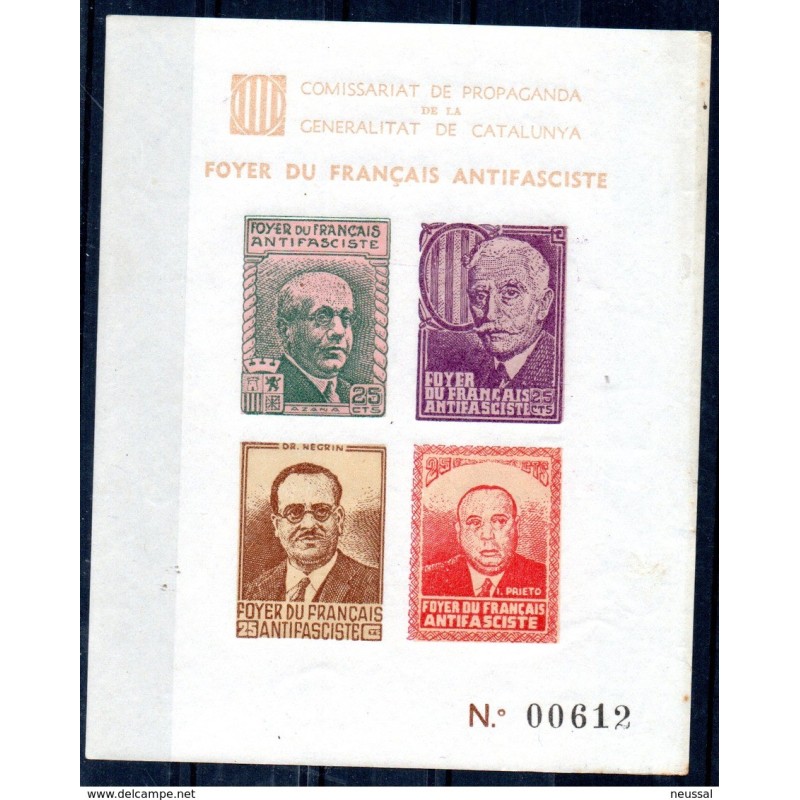 COMISSARIAT DE PROPAGANDA
DE LA
GENERALITAT DE CATALUNYA
FOYER DU FRANÇAIS ANTIFASCISTE
FOYER DU FRANÇAIS
ANTIFASCISTE
25
CTS
AZAÑA
FOYER
DU FRANÇAIS 25
ANTIFASCISTE CTS
DR. NEGRIN
FOYER DU FRANÇAIS
25 ANTIFASCISTE
25 CTS
I. PRIETO
FOYER DU FRANÇAIS
ANTIFASCISTE
N.° 00612
www.delcampe.net
neussal